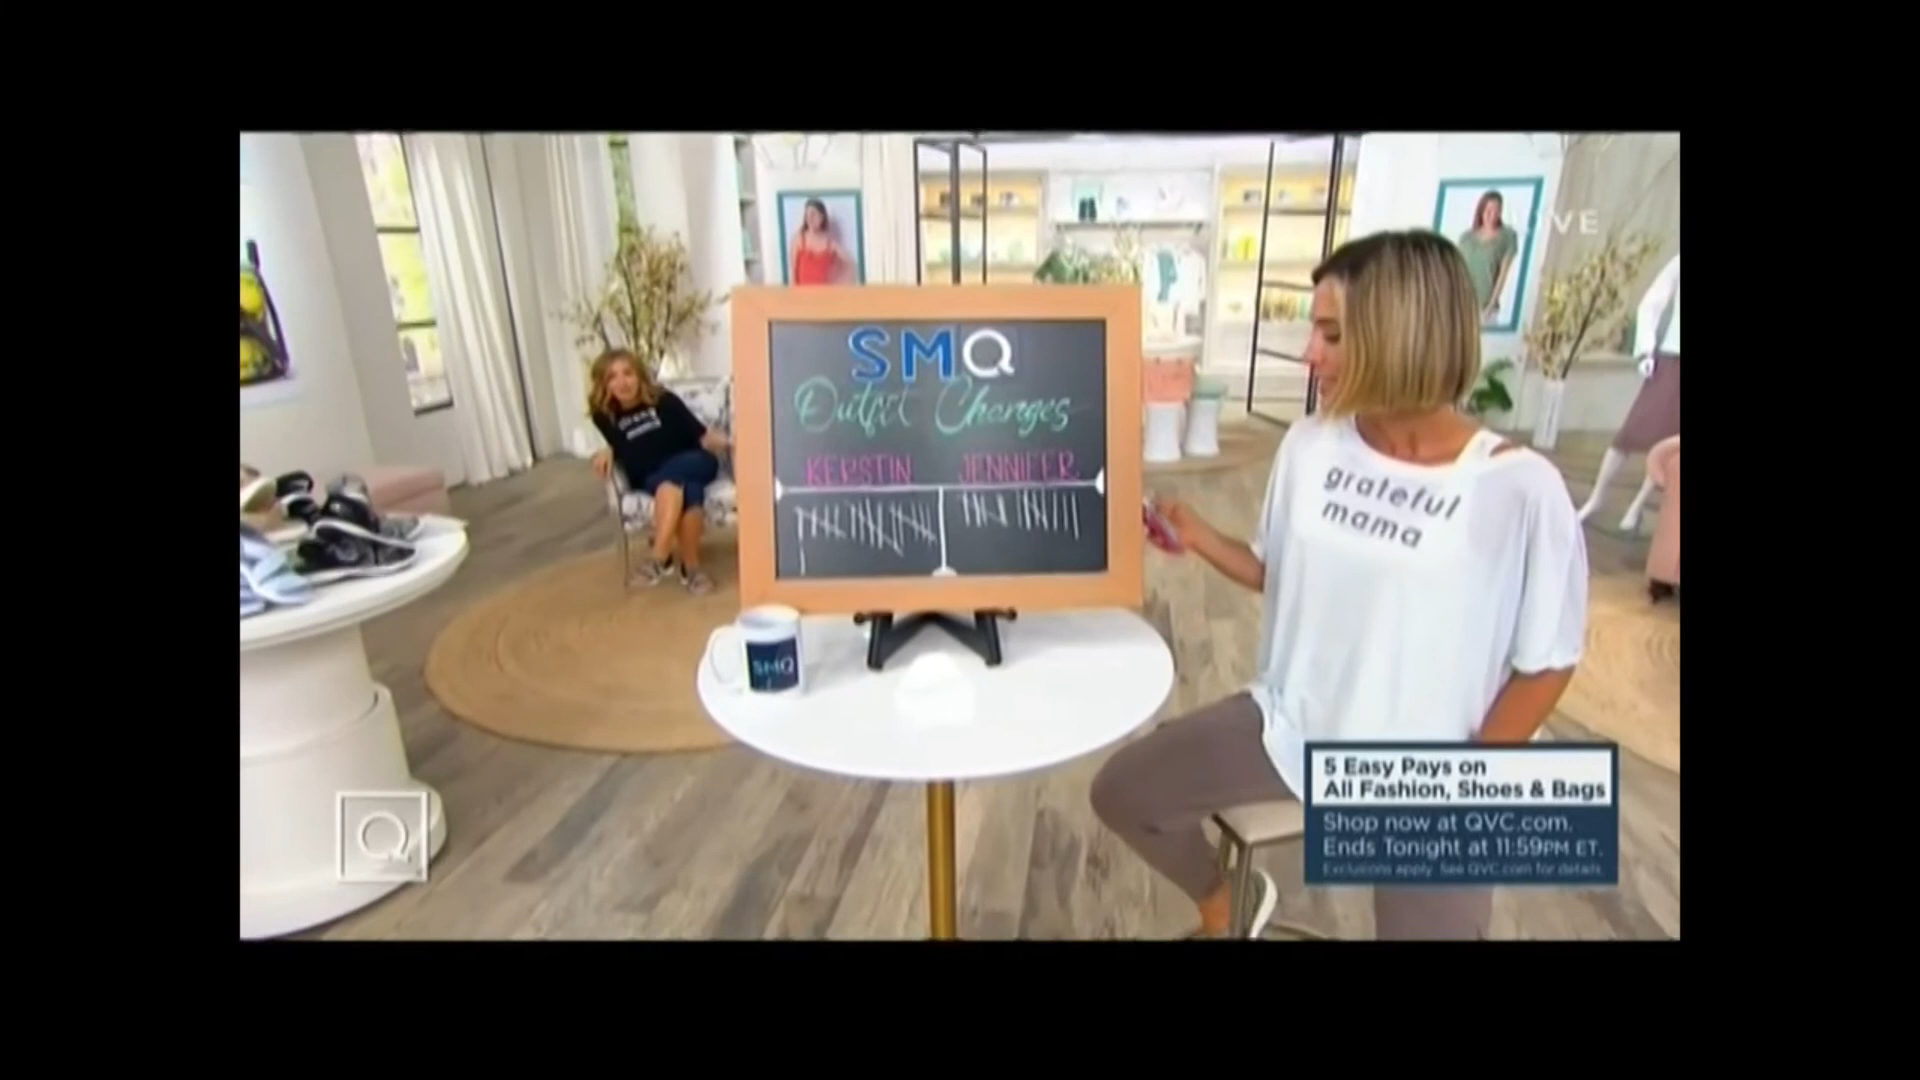 LIVE
SMQ
Outfit Changes
KERSTIN JENNIFER
grateful
mama
SMQ
5 Easy Pays on
All Fashion, Shoes & Bags
Shop now at QVC.com.
Ends Tonight at 11:59PM ET.
Exclusions apply. See QVC.com for details.
Q